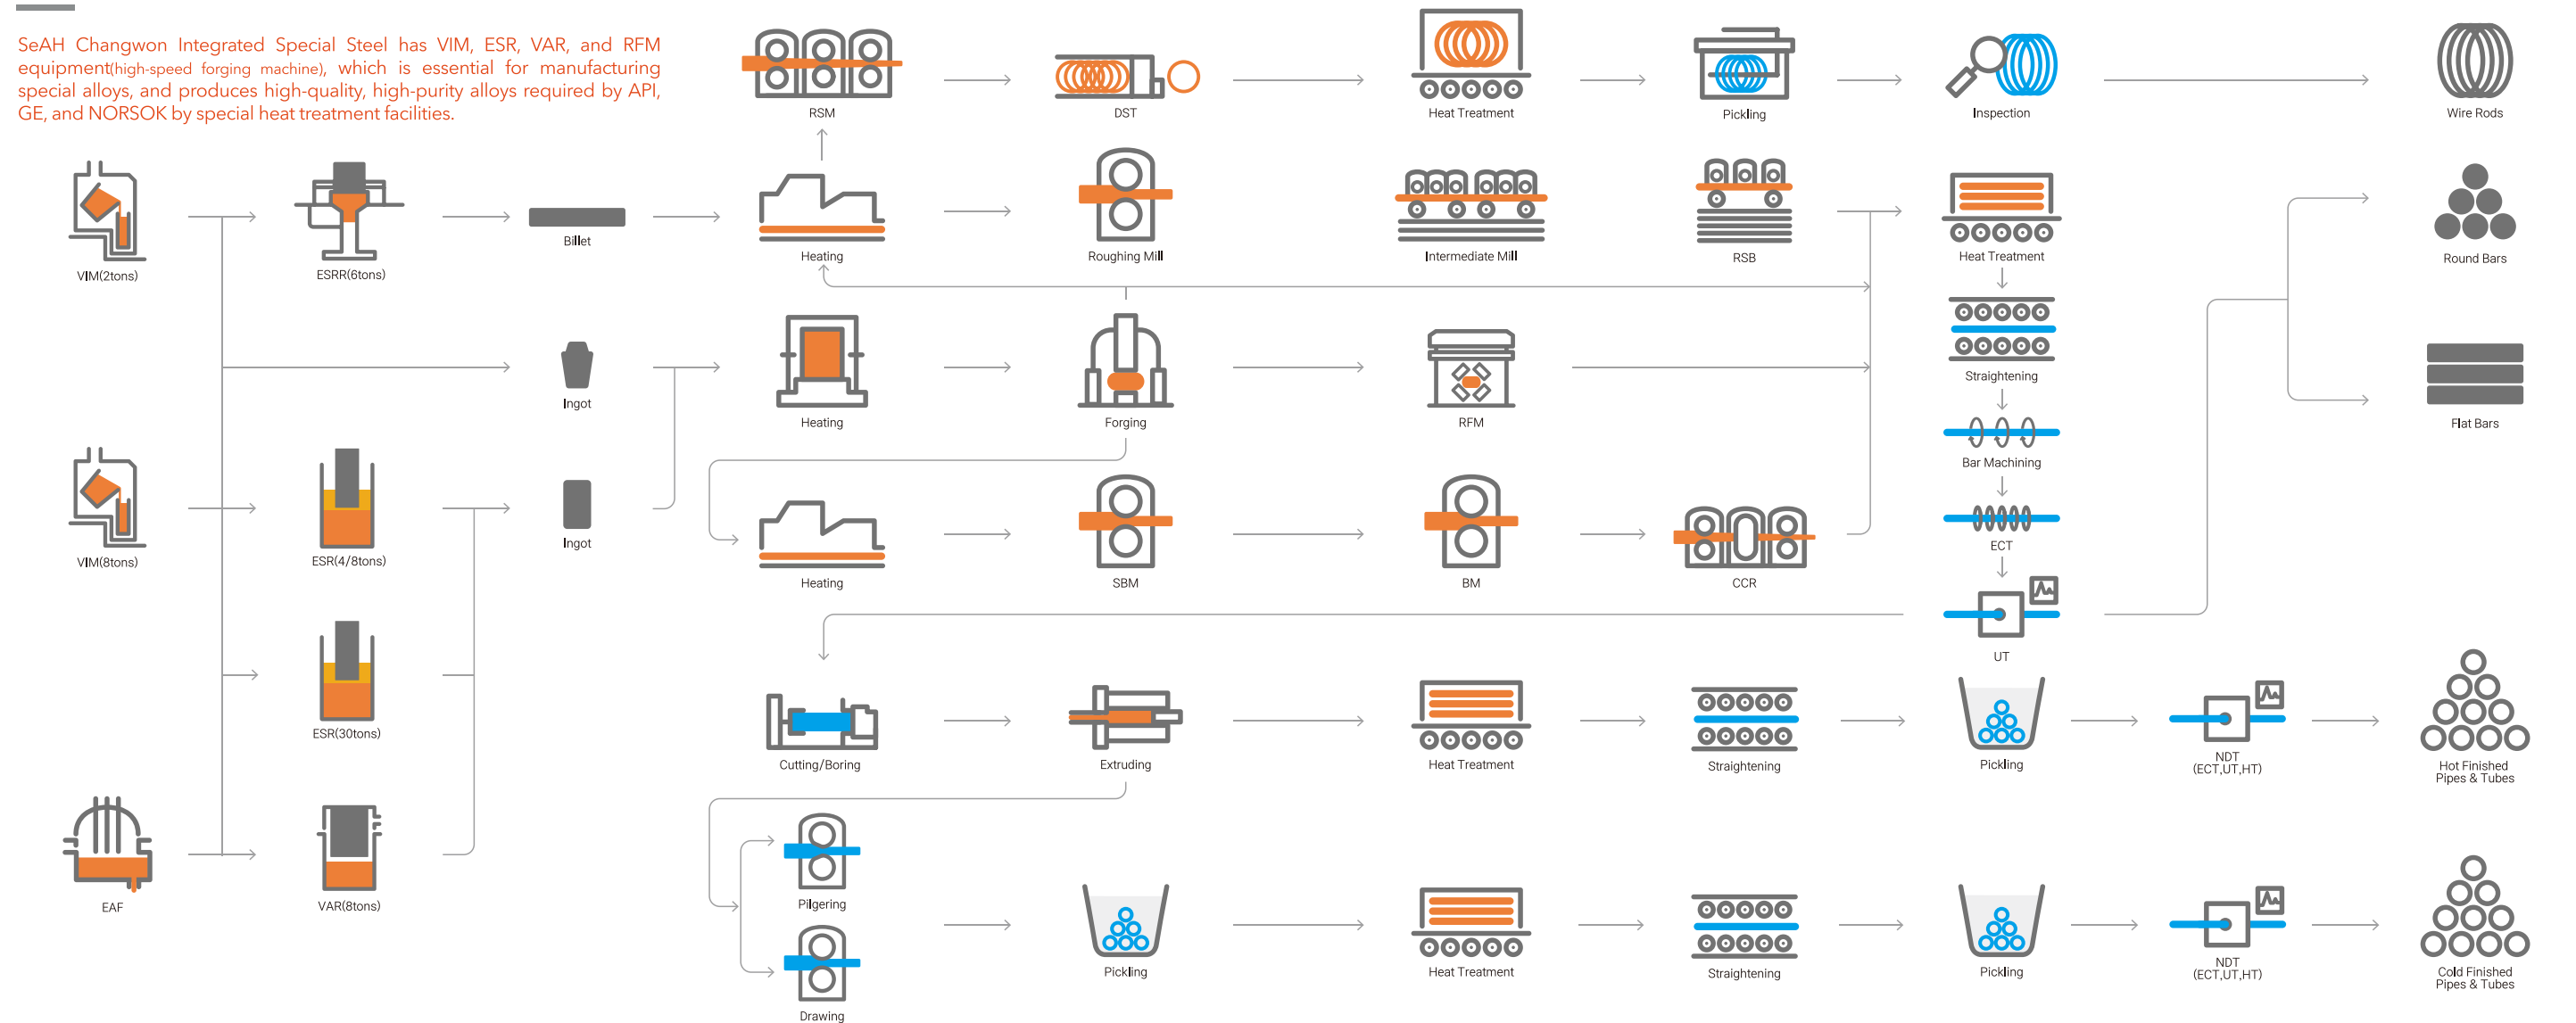 SeAH Changwon Integrated Special Steel has VIM, ESR, VAR, and RFM
equipment(high-speed forging machine), which is essential for manufacturing
special alloys, and produces high-quality, high-purity alloys required by API,
GE, and NORSOK by special heat treatment facilities.
RSM
DST
Heat Treatment
Pickling
Inspection
Wire Rods
VIM(2tons)
ESRR(6tons)
Billet
Heating
Roughing Mill
Intermediate Mill
RSB
Heat Treatment
Round Bars
Straightening
Ingot
Heating
Forging
RFM
Flat Bars
Bar Machining
VIM(8tons)
ESR(4/8tons)
Ingot
Heating
SBM
BM
CCR
ECT
UT
ESR(30tons)
Cutting/Boring
Extruding
Heat Treatment
Straightening
Pickling
NDT
(ECT,UT,HT)
Hot Finished
Pipes & Tubes
EAF
VAR(8tons)
Pilgering
Drawing
Pickling
Heat Treatment
Straightening
Pickling
NDT
(ECT,UT,HT)
Cold Finished
Pipes & Tubes